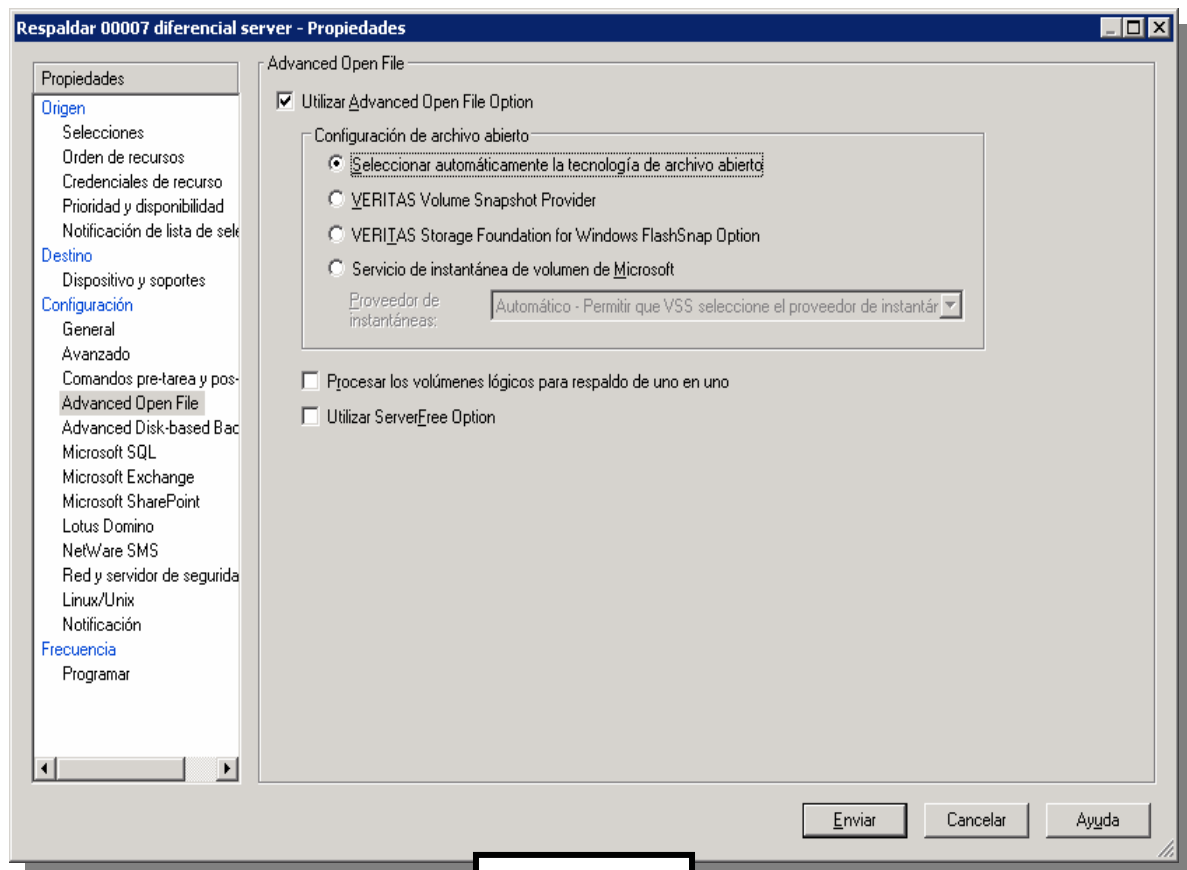 Respaldar 00007 diferencial server - Propiedades
Propiedades
Origen
Selecciones
Orden de recursos
Credenciales de recurso
Prioridad y disponibilidad
Notificación de lista de sele
Destino
Dispositivo y soportes
Configuración
General
Avanzado
Comandos pre-tarea y pos-
Advanced Open File
Advanced Disk-based Bac
Microsoft SQL
Microsoft Exchange
Microsoft SharePoint
Lotus Domino
NetWare SMS
Red y servidor de segurida
Linux/Unix
Notificación
Frecuencia
Programar
Advanced Open File
Utilizar Advanced Open File Option
Configuración de archivo abierto
Seleccionar automáticamente la tecnología de archivo abierto
VERITAS Volume Snapshot Provider
VERITAS Storage Foundation for Windows FlashSnap Option
Servicio de instantánea de volumen de Microsoft
Proveedor de
instantáneas:
Automático - Permitir que VSS seleccione el proveedor de instantár
Procesar los volúmenes lógicos para respaldo de uno en uno
Utilizar ServerFree Option
Enviar
Cancelar
Ayuda